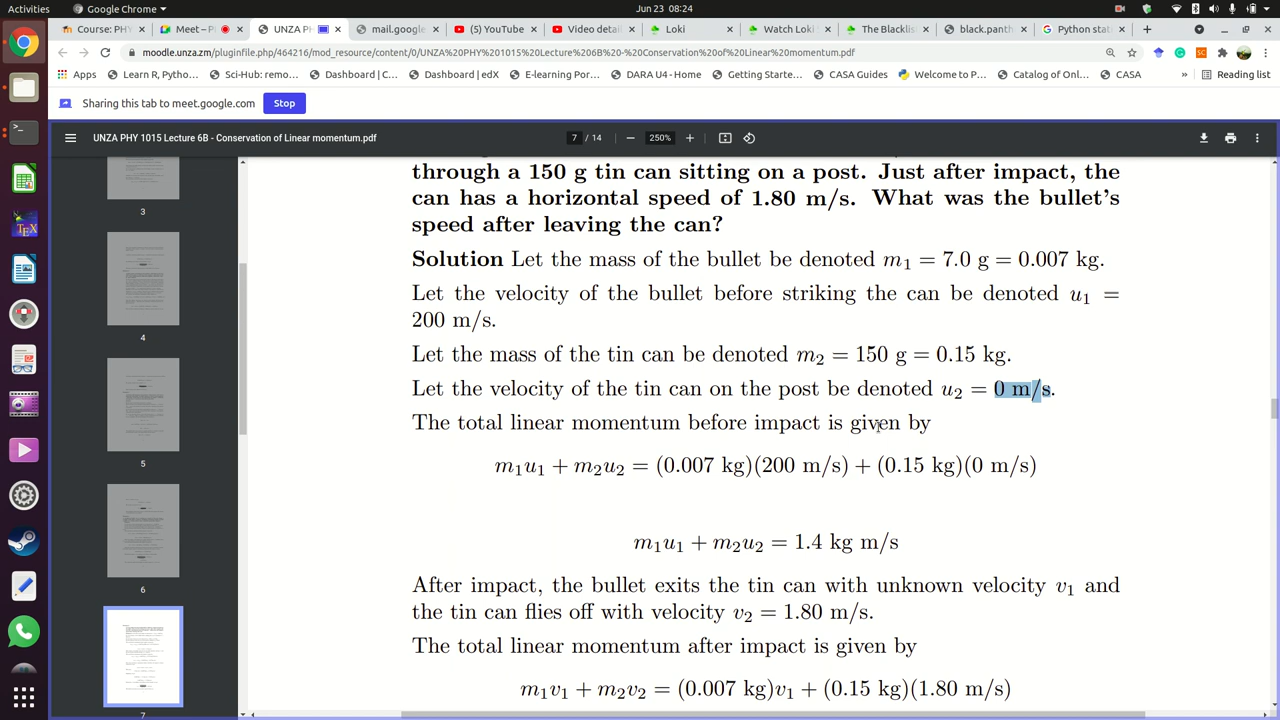 Activities
Google Chrome
Jun 23 08:24
Course: PHY
Meet –
UNZA P
mail.google
(5) YouTube
Video detai
Loki
Watch Loki
The Blacklis
black.panth
Python stat
moodle.unza.zm/pluginfile.php/464216/mod_resource/content/0/UNZA%20PHY%201015%20Lecture%206B%20-%20Conservation%20of%20Linear%20momentum.pdf
Apps
Learn R, Pytho...
Sci-Hub: remo...
Dashboard | C...
Dashboard | edX
E-learning Por...
DARA U4 - Home
Getting Starte...
CASA Guides
Welcome to P...
Catalog of Onl...
CASA
»
Reading list
Sharing this tab to meet.google.com
Stop
UNZA PHY 1015 Lecture 6B - Conservation of Linear momentum.pdf
7 / 14
250%
3
4
5
6
7
through a 150 g tin can sitting on a post. Just after impact, the
can has a horizontal speed of 1.80 m/s. What was the bullet's
speed after leaving the can?
Solution Let the mass of the bullet be denoted m₁ = 7.0 g = 0.007 kg.
Let the velocity of the bullet before striking the can be denoted u₁ =
200 m/s.
Let the mass of the tin can be denoted m₂ = 150 g = 0.15 kg.
Let the velocity of the tin can on the post be denoted u₂ = 0 m/s.
The total linear momentum before impact is given by
m₁u₁ + m₂u₂ = (0.007 kg)(200 m/s) + (0.15 kg)(0 m/s)
m₁u₁ + m₂u₂ = 1.4 kg m/s
After impact, the bullet exits the tin can with unknown velocity v₁ and
the tin can flies off with velocity v₂ = 1.80 m/s.
The total linear momentum after impact is given by
m₁v₁ + m₂v₂ = (0.007 kg)v₁ + (0.15 kg)(1.80 m/s)